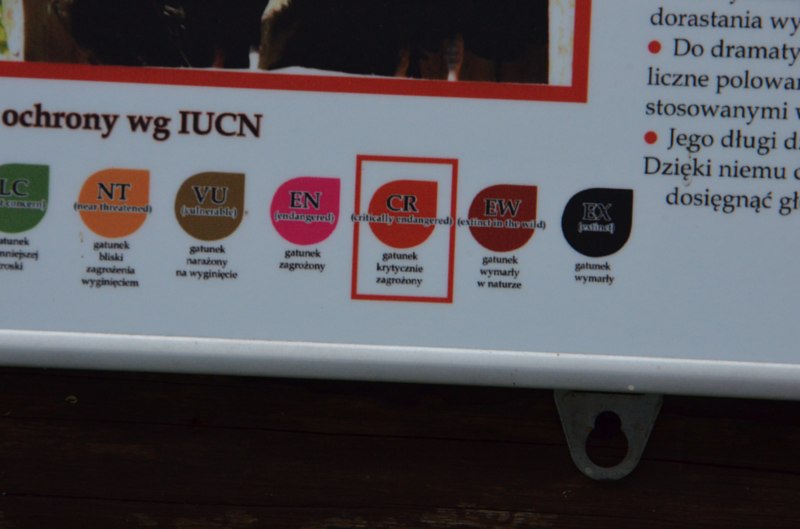 ochrony wg IUCN
LC
NT
(near threatened)
gatunek
bliski
zagrożenia
wyginięciem
VU
(vulnerable)
gatunek
narażony
na wyginięcie
EN
(endangered)
gatunek
zagrożony
CR
(critically endangered)
gatunek
krytycznie
zagrożony
EW
(extinct in the wild)
gatunek
wymarły
w naturze
EX
(extinct)
gatunek
wymarły
dorastania wy
• Do dramaty
liczne polowan
stosowanymi w
• Jego długi dz
Dzięki niemu d
dosięgnąć gł